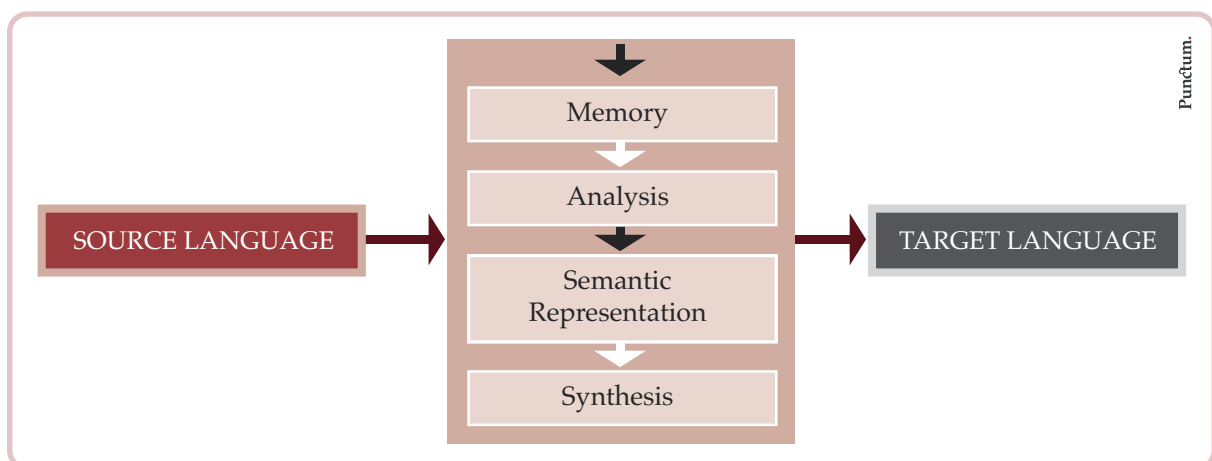 Punctum.
Memory
Analysis
SOURCE LANGUAGE
TARGET LANGUAGE
Semantic
Representation
Synthesis